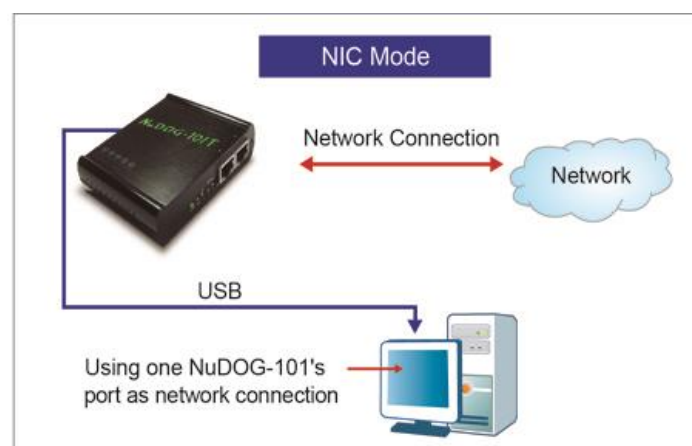 NIC Mode
NuDOG-101T
Network Connection
Network
USB
Using one NuDOG-101's
port as network connection